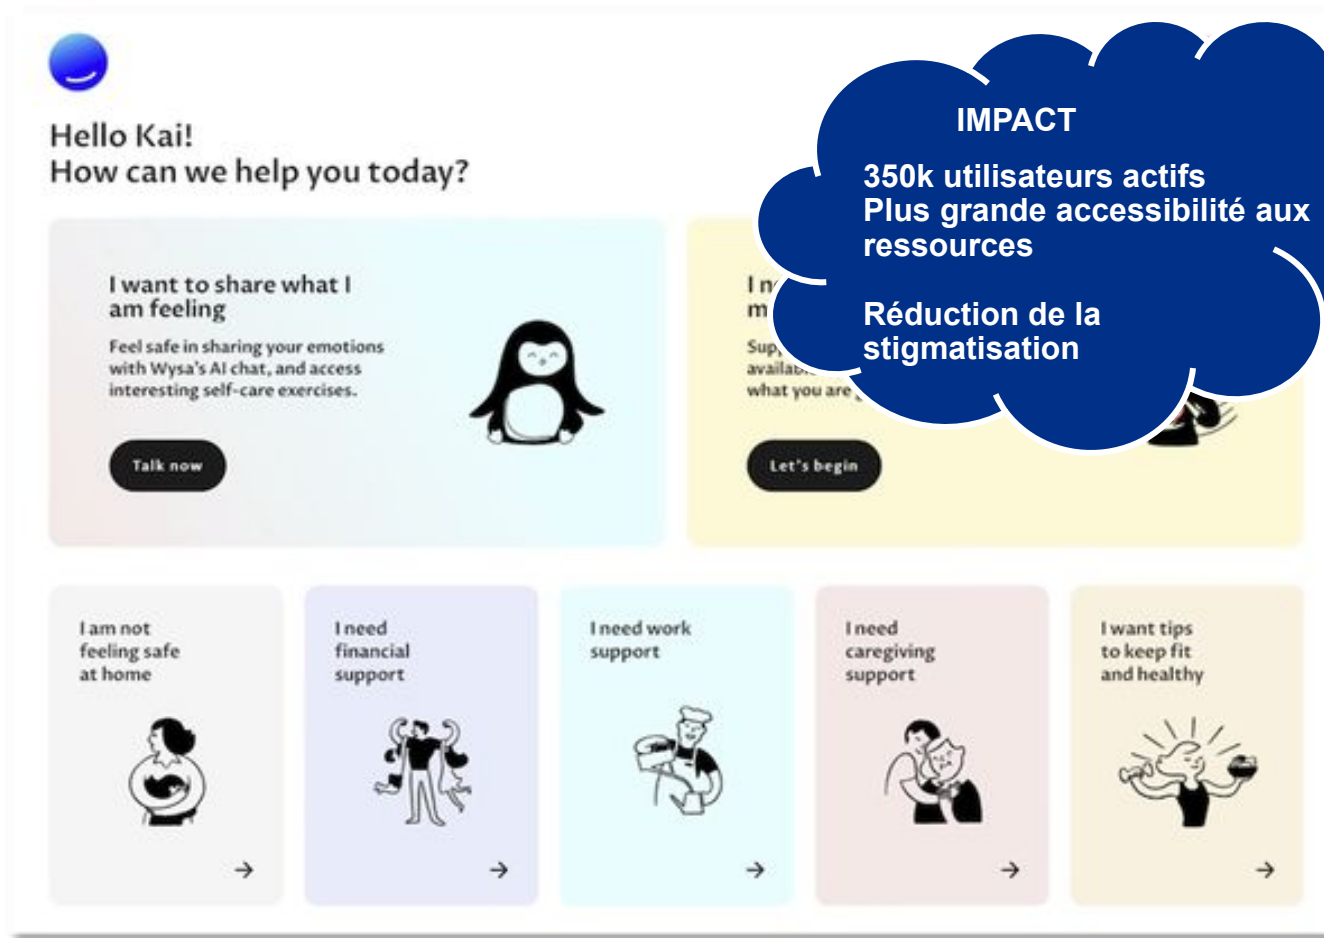 Hello Kai!
How can we help you today?
IMPACT
350k utilisateurs actifs
Plus grande accessibilité aux
ressources
Réduction de la
stigmatisation
I want to share what I
am feeling
Feel safe in sharing your emotions
with Wysa's AI chat, and access
interesting self-care exercises.
Talk now
I
what you are
Let's begin
I am not
feeling safe
at home
I need
financial
support
I need work
support
I need
caregiving
support
I want tips
to keep fit
and healthy